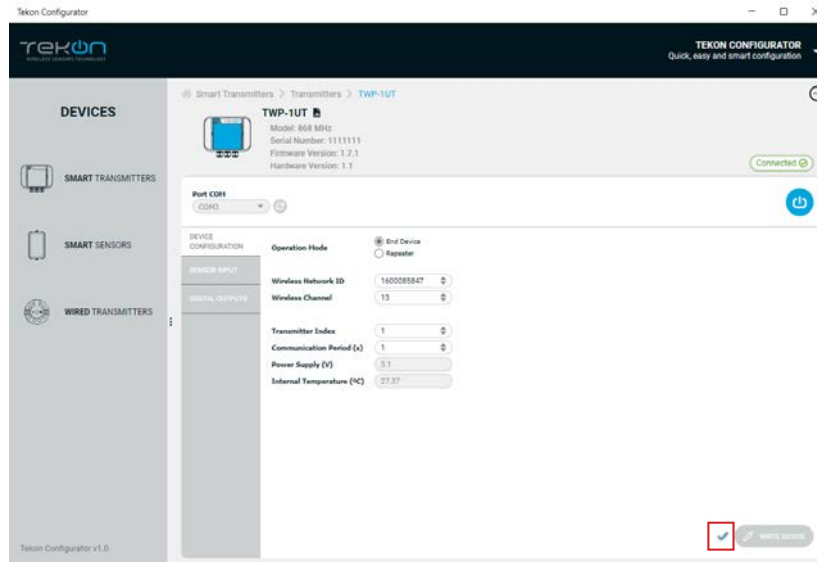 Tekon Configurator
TEKON
WIRELESS SENSORS TECHNOLOGY
TEKON CONFIGURATOR
Quick, easy and smart configuration
DEVICES
SMART TRANSMITTERS
SMART SENSORS
WIRED TRANSMITTERS
Tekon Configurator v1.0
Smart Transmitters > Transmitters > TWP-1UT
TWP-1UT
Model: 868 MHz
Serial Number: 1111111
Firmware Version: 1.7.1
Hardware Version: 1.1
Connected
Port COM
COM3
DEVICE
CONFIGURATION
SENSOR INPUT
DIGITAL OUTPUTS
Operation Mode
End Device
Repeater
Wireless Network ID 1600085847
Wireless Channel 13
Transmitter Index 1
Communication Period (s) 1
Power Supply (V) 3.1
Internal Temperature (ºC) 27.37
WRITE DEVICE